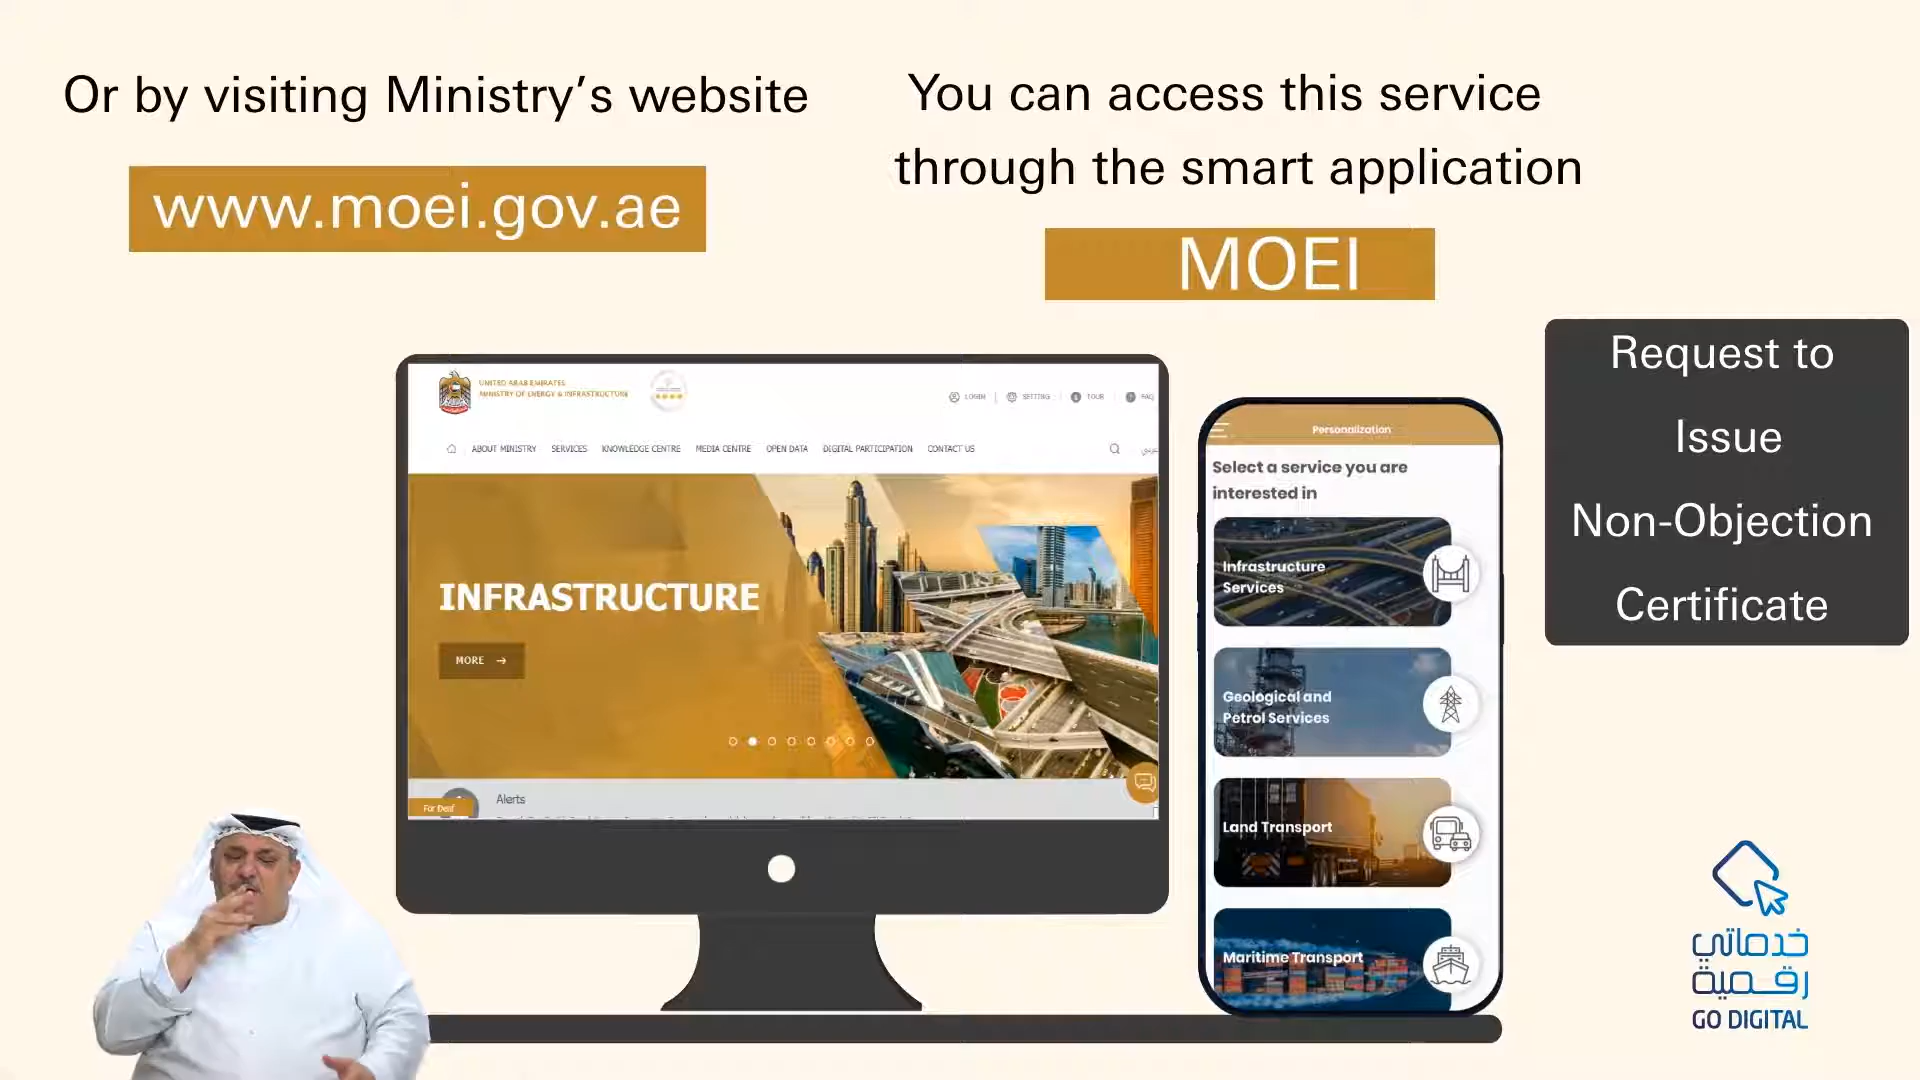 Or by visiting Ministry’s website
www.moei.gov.ae
You can access this service
through the smart application
MOEI
Request to
Issue
Non-Objection
Certificate
UNITED ARAB EMIRATES
MINISTRY OF ENERGY & INFRASTRUCTURE
LOGIN
SETTING
TOUR
FAQ
ABOUT MINISTRY
SERVICES
KNOWLEDGE CENTRE
MEDIA CENTRE
OPEN DATA
DIGITAL PARTICIPATION
CONTACT US
عربي
INFRASTRUCTURE
MORE →
For Deaf
Alerts
Personalization
Select a service you are
interested in
Infrastructure
Services
Geological and
Petrol Services
Land Transport
Maritime Transport
خدماتي
رقمية
GO DIGITAL